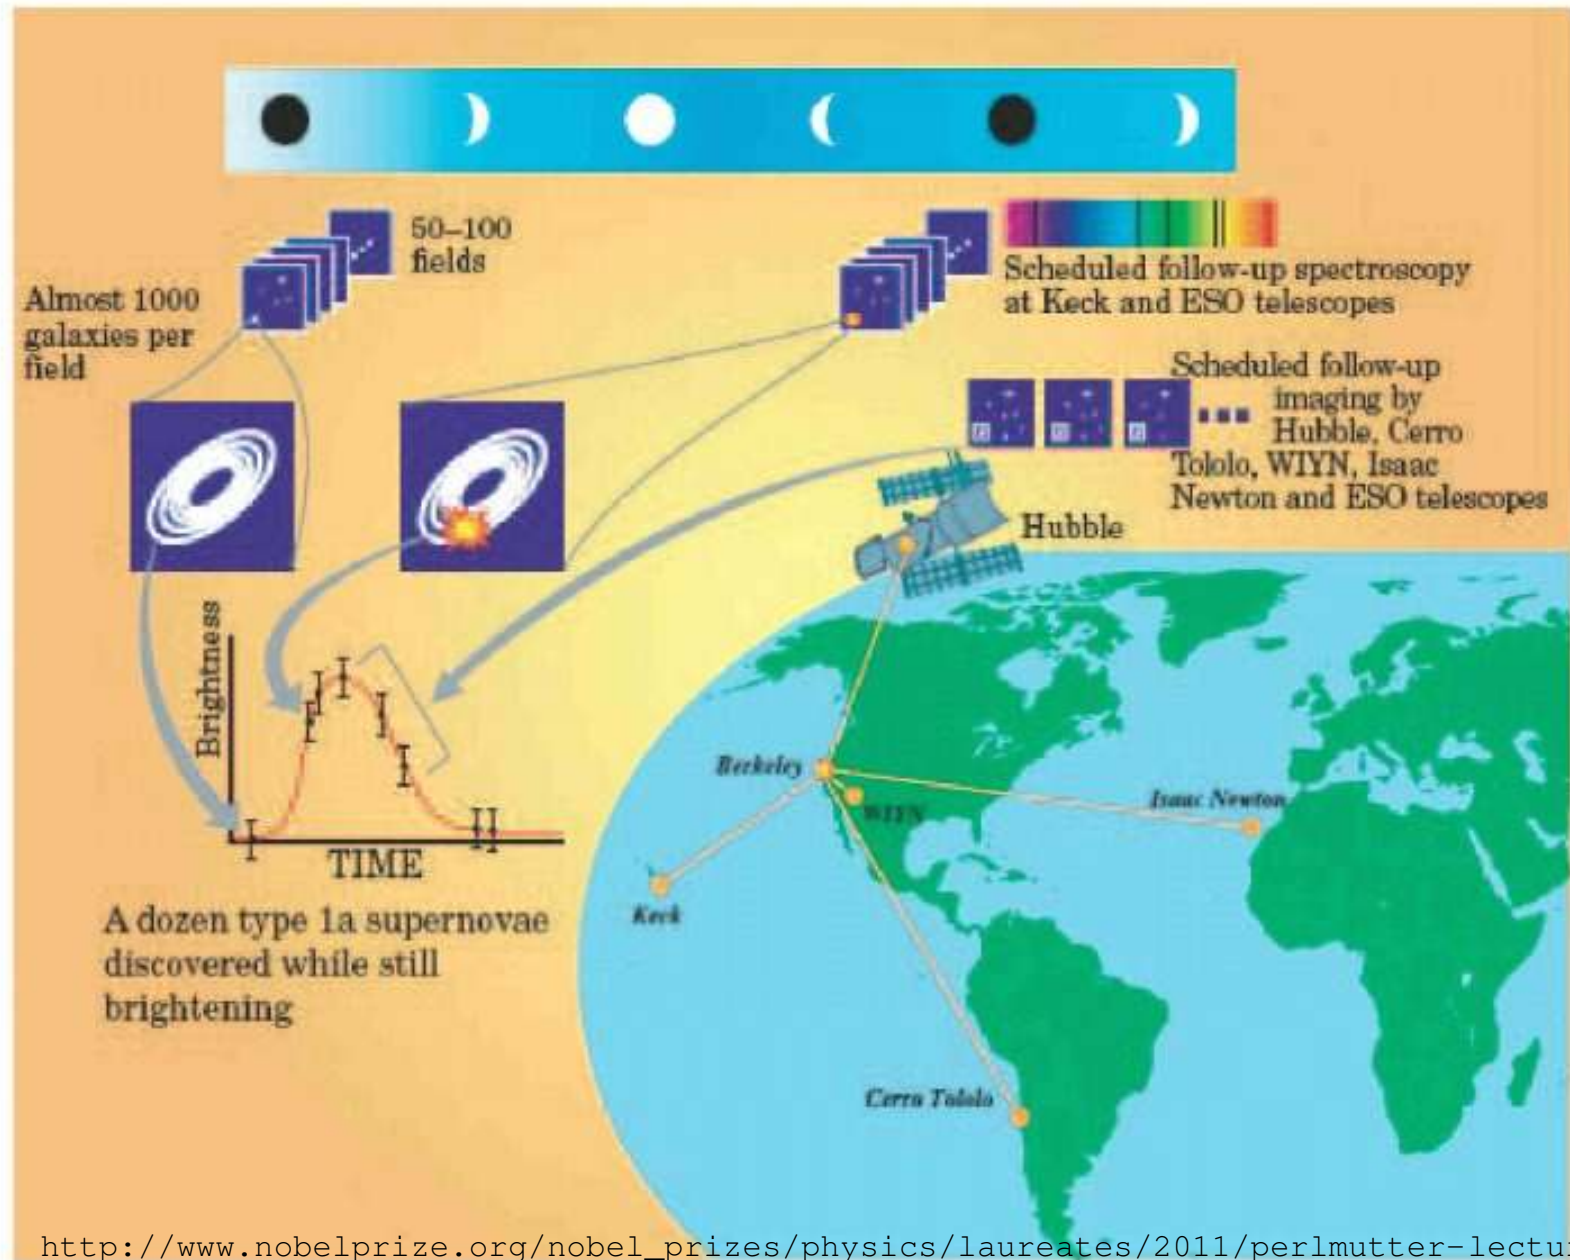 50–100
fields
Almost 1000
galaxies per
field
Scheduled follow-up spectroscopy
at Keck and ESO telescopes
Scheduled follow-up
imaging by
Hubble, Cerro
Tololo, WIYN, Isaac
Newton and ESO telescopes
Hubble
Brightness
TIME
A dozen type 1a supernovae
discovered while still
brightening
Berkeley
WIYN
Isaac Newton
Keck
Cerro Tololo
http://www.nobelprize.org/nobel_prizes/physics/laureates/2011/perlmutter-lectu